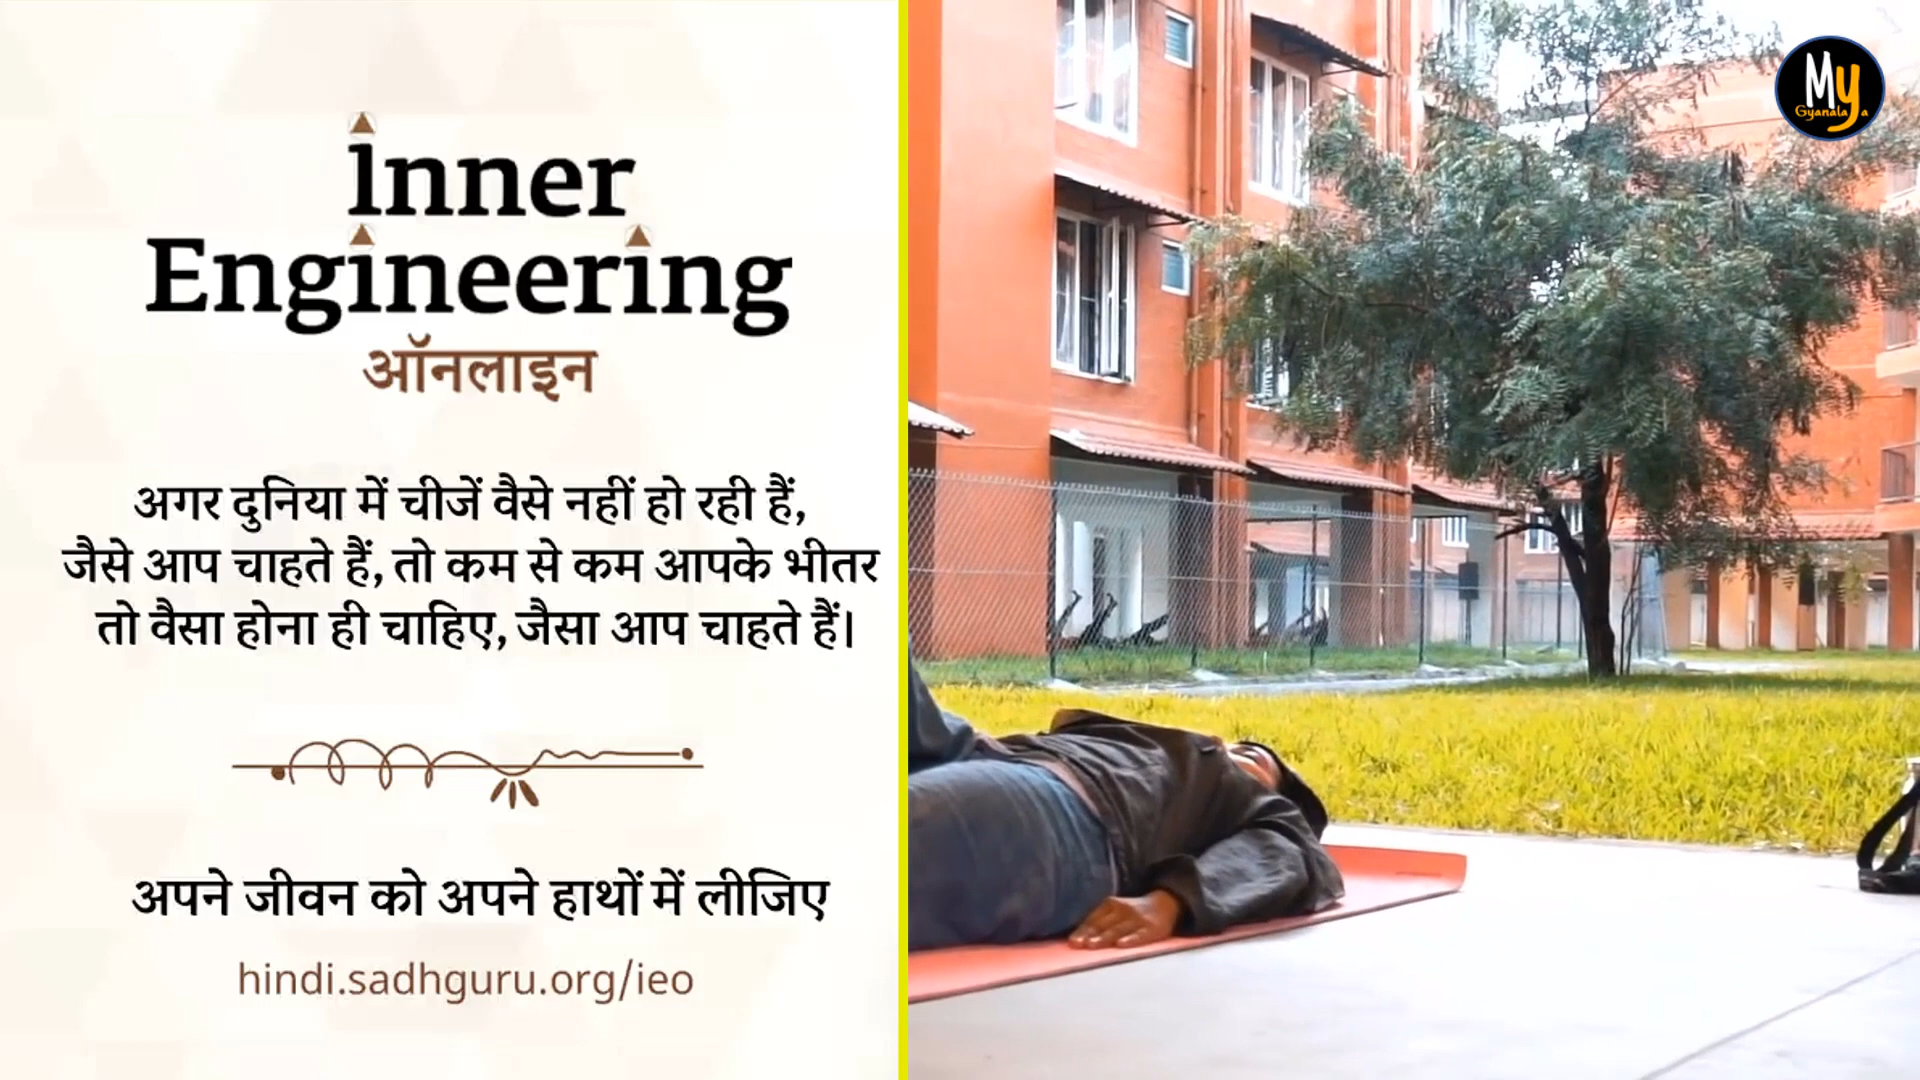 inner
Engineering
ऑनलाइन
अगर दुनिया में चीजें वैसे नहीं हो रही हैं,
जैसे आप चाहते हैं, तो कम से कम आपके भीतर
तो वैसा होना ही चाहिए, जैसा आप चाहते हैं।
अपने जीवन को अपने हाथों में लीजिए
hindi.sadhguru.org/ieo
My
Gyanalaya